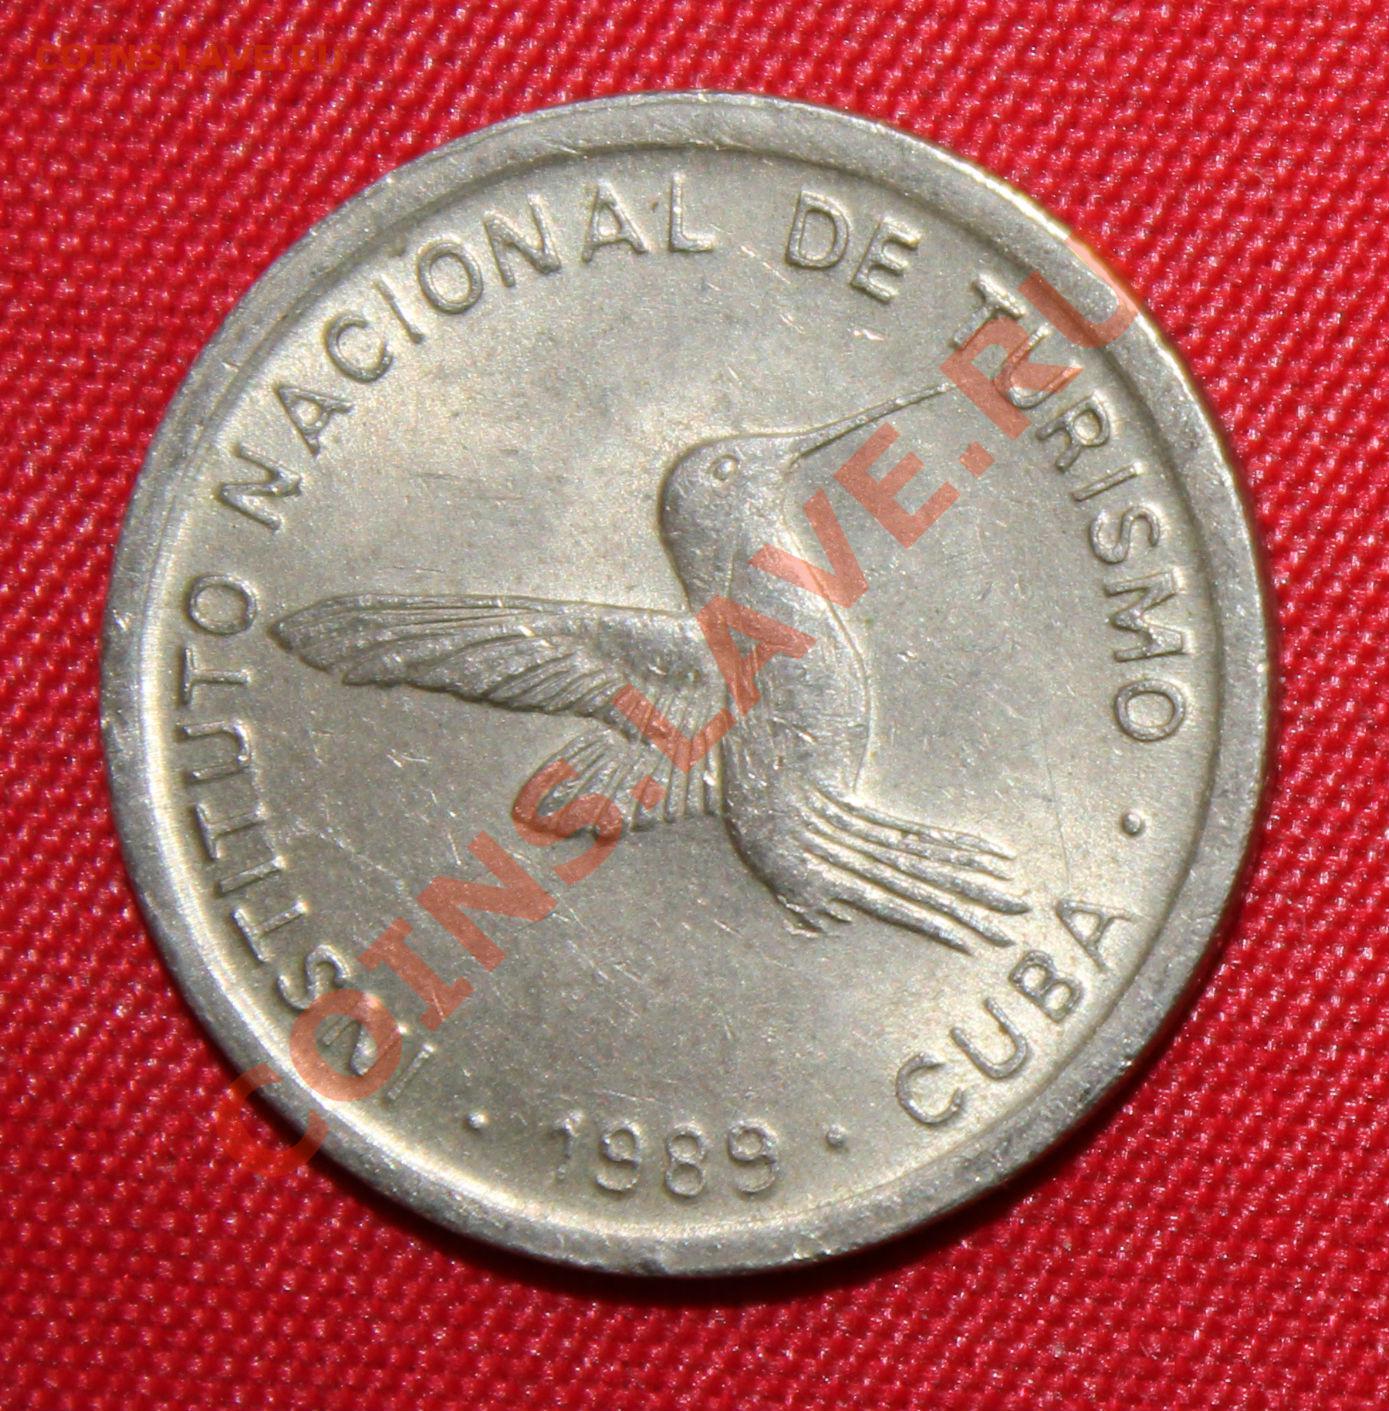 COINS.LAVE.RU
INSTITUTO NACIONAL DE TURISMO · CUBA · 1989 ·
COINS.LAVE.RU